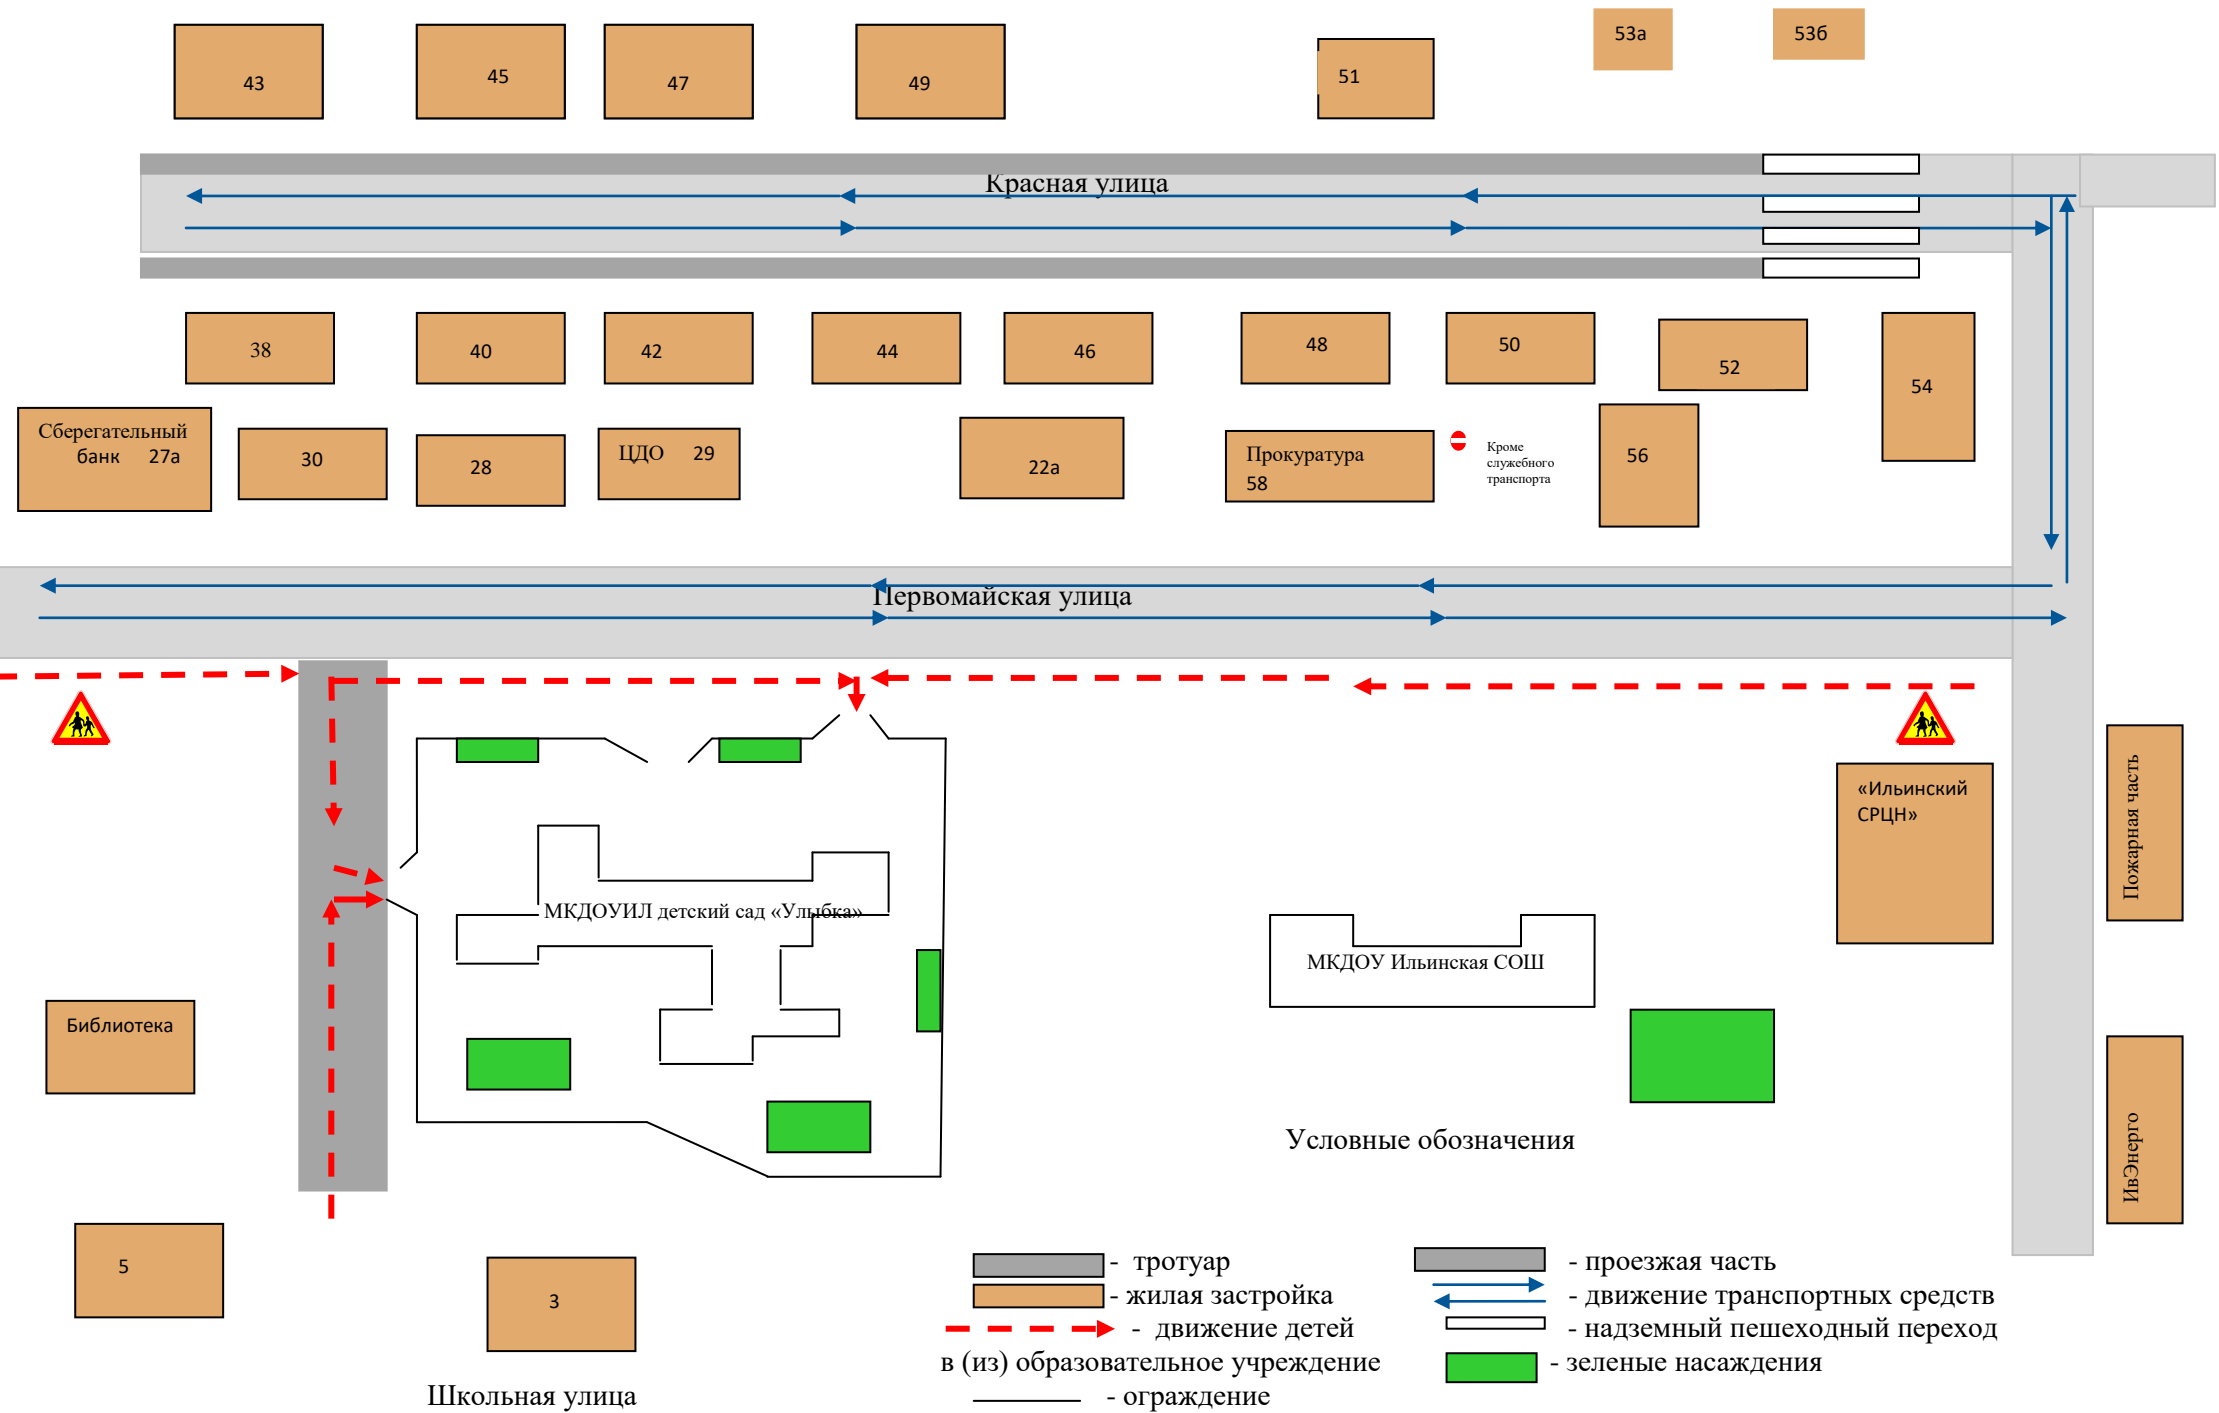 43
45
47
49
51
53а
53б
Красная улица
38
40
42
44
46
48
50
52
54
Сберегательный
банк 27а
30
28
ЦДО 29
22а
Прокуратура
58
Кроме
служебного
транспорта
56
Первомайская улица
«Ильинский
СРЦН»
Пожарная часть
МКДОУИЛ детский сад «Улыбка»
МКДОУ Ильинская СОШ
Библиотека
ИвЭнерго
Условные обозначения
5
3
- тротуар
- проезжая часть
- жилая застройка
- движение транспортных средств
- движение детей
- надземный пешеходный переход
в (из) образовательное учреждение
- зеленые насаждения
- ограждение
Школьная улица